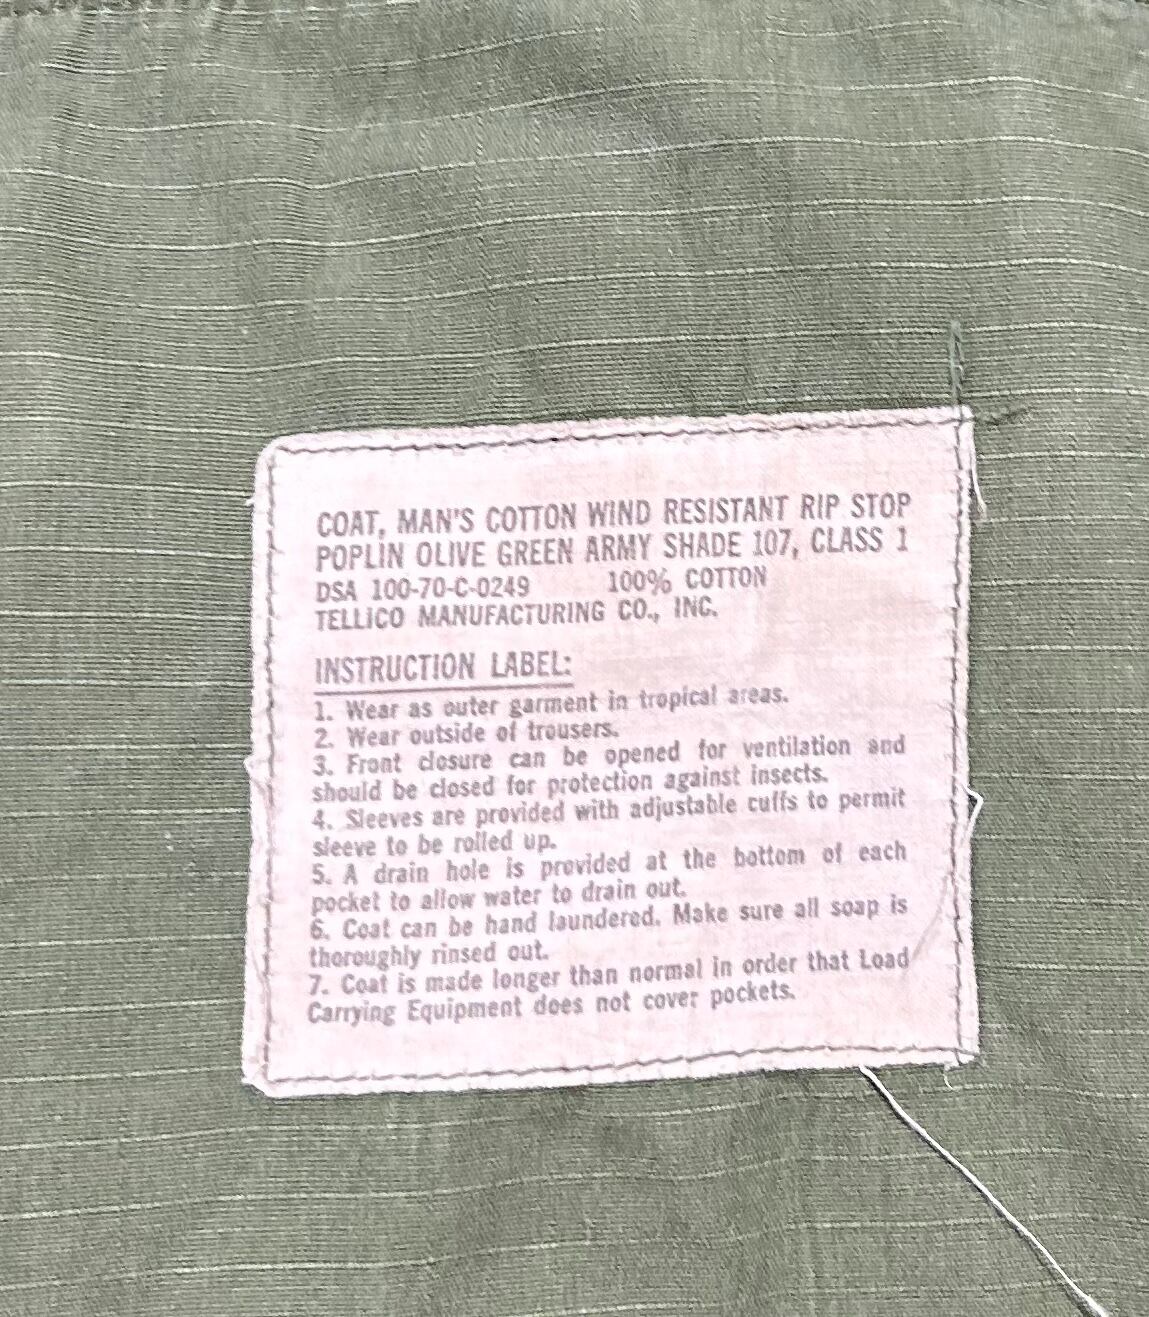 COAT, MAN'S COTTON WIND RESISTANT RIP STOP
POPLIN OLIVE GREEN ARMY SHADE 107, CLASS 1
DSA 100-70-C-0249 100% COTTON
TELLICO MANUFACTURING CO., INC.
INSTRUCTION LABEL:
1. Wear as outer garment in tropical areas.
2. Wear outside of trousers.
3. Front closure can be opened for ventilation and
should be closed for protection against insects.
4. Sleeves are provided with adjustable cuffs to permit
sleeve to be rolled up.
5. A drain hole is provided at the bottom of each
pocket to allow water to drain out.
6. Coat can be hand laundered. Make sure all soap is
thoroughly rinsed out.
7. Coat is made longer than normal in order that Load
Carrying Equipment does not cover pockets.